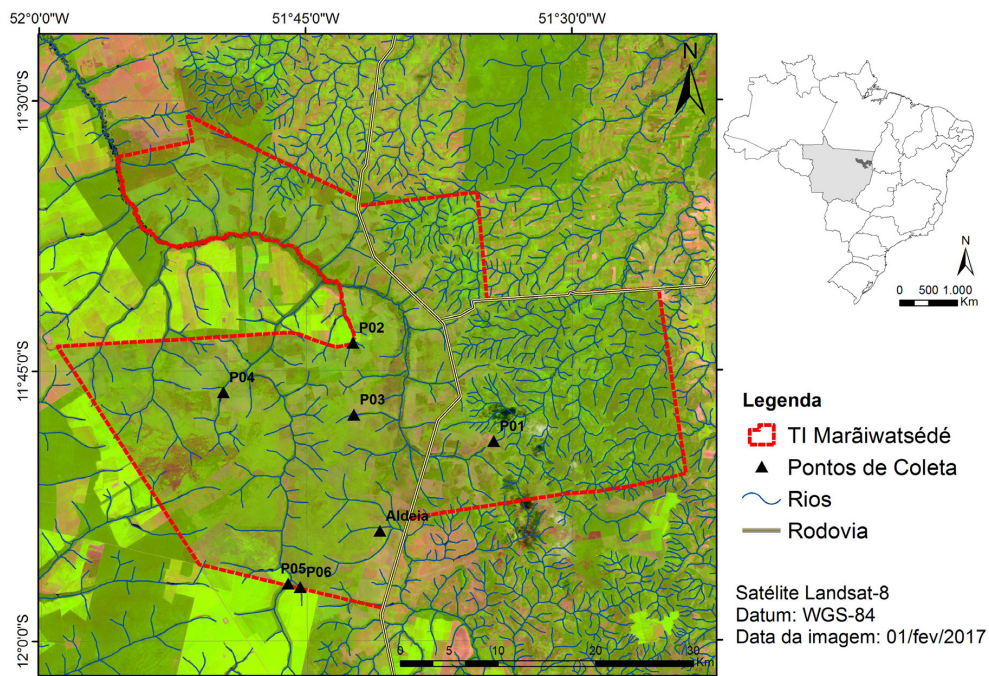 52°0'0"W
51°45'0"W
51°30'0"W
11°30'0"S
11°45'0"S
12°0'0"S
N
P02
P04
P03
P01
Aldeia
P05
P06
0 5 10 20 30
Km
N
0 500 1.000
Km
Legenda
TI Marãiwatsédé
Pontos de Coleta
Rios
Rodovia
Satélite Landsat-8
Datum: WGS-84
Data da imagem: 01/fev/2017